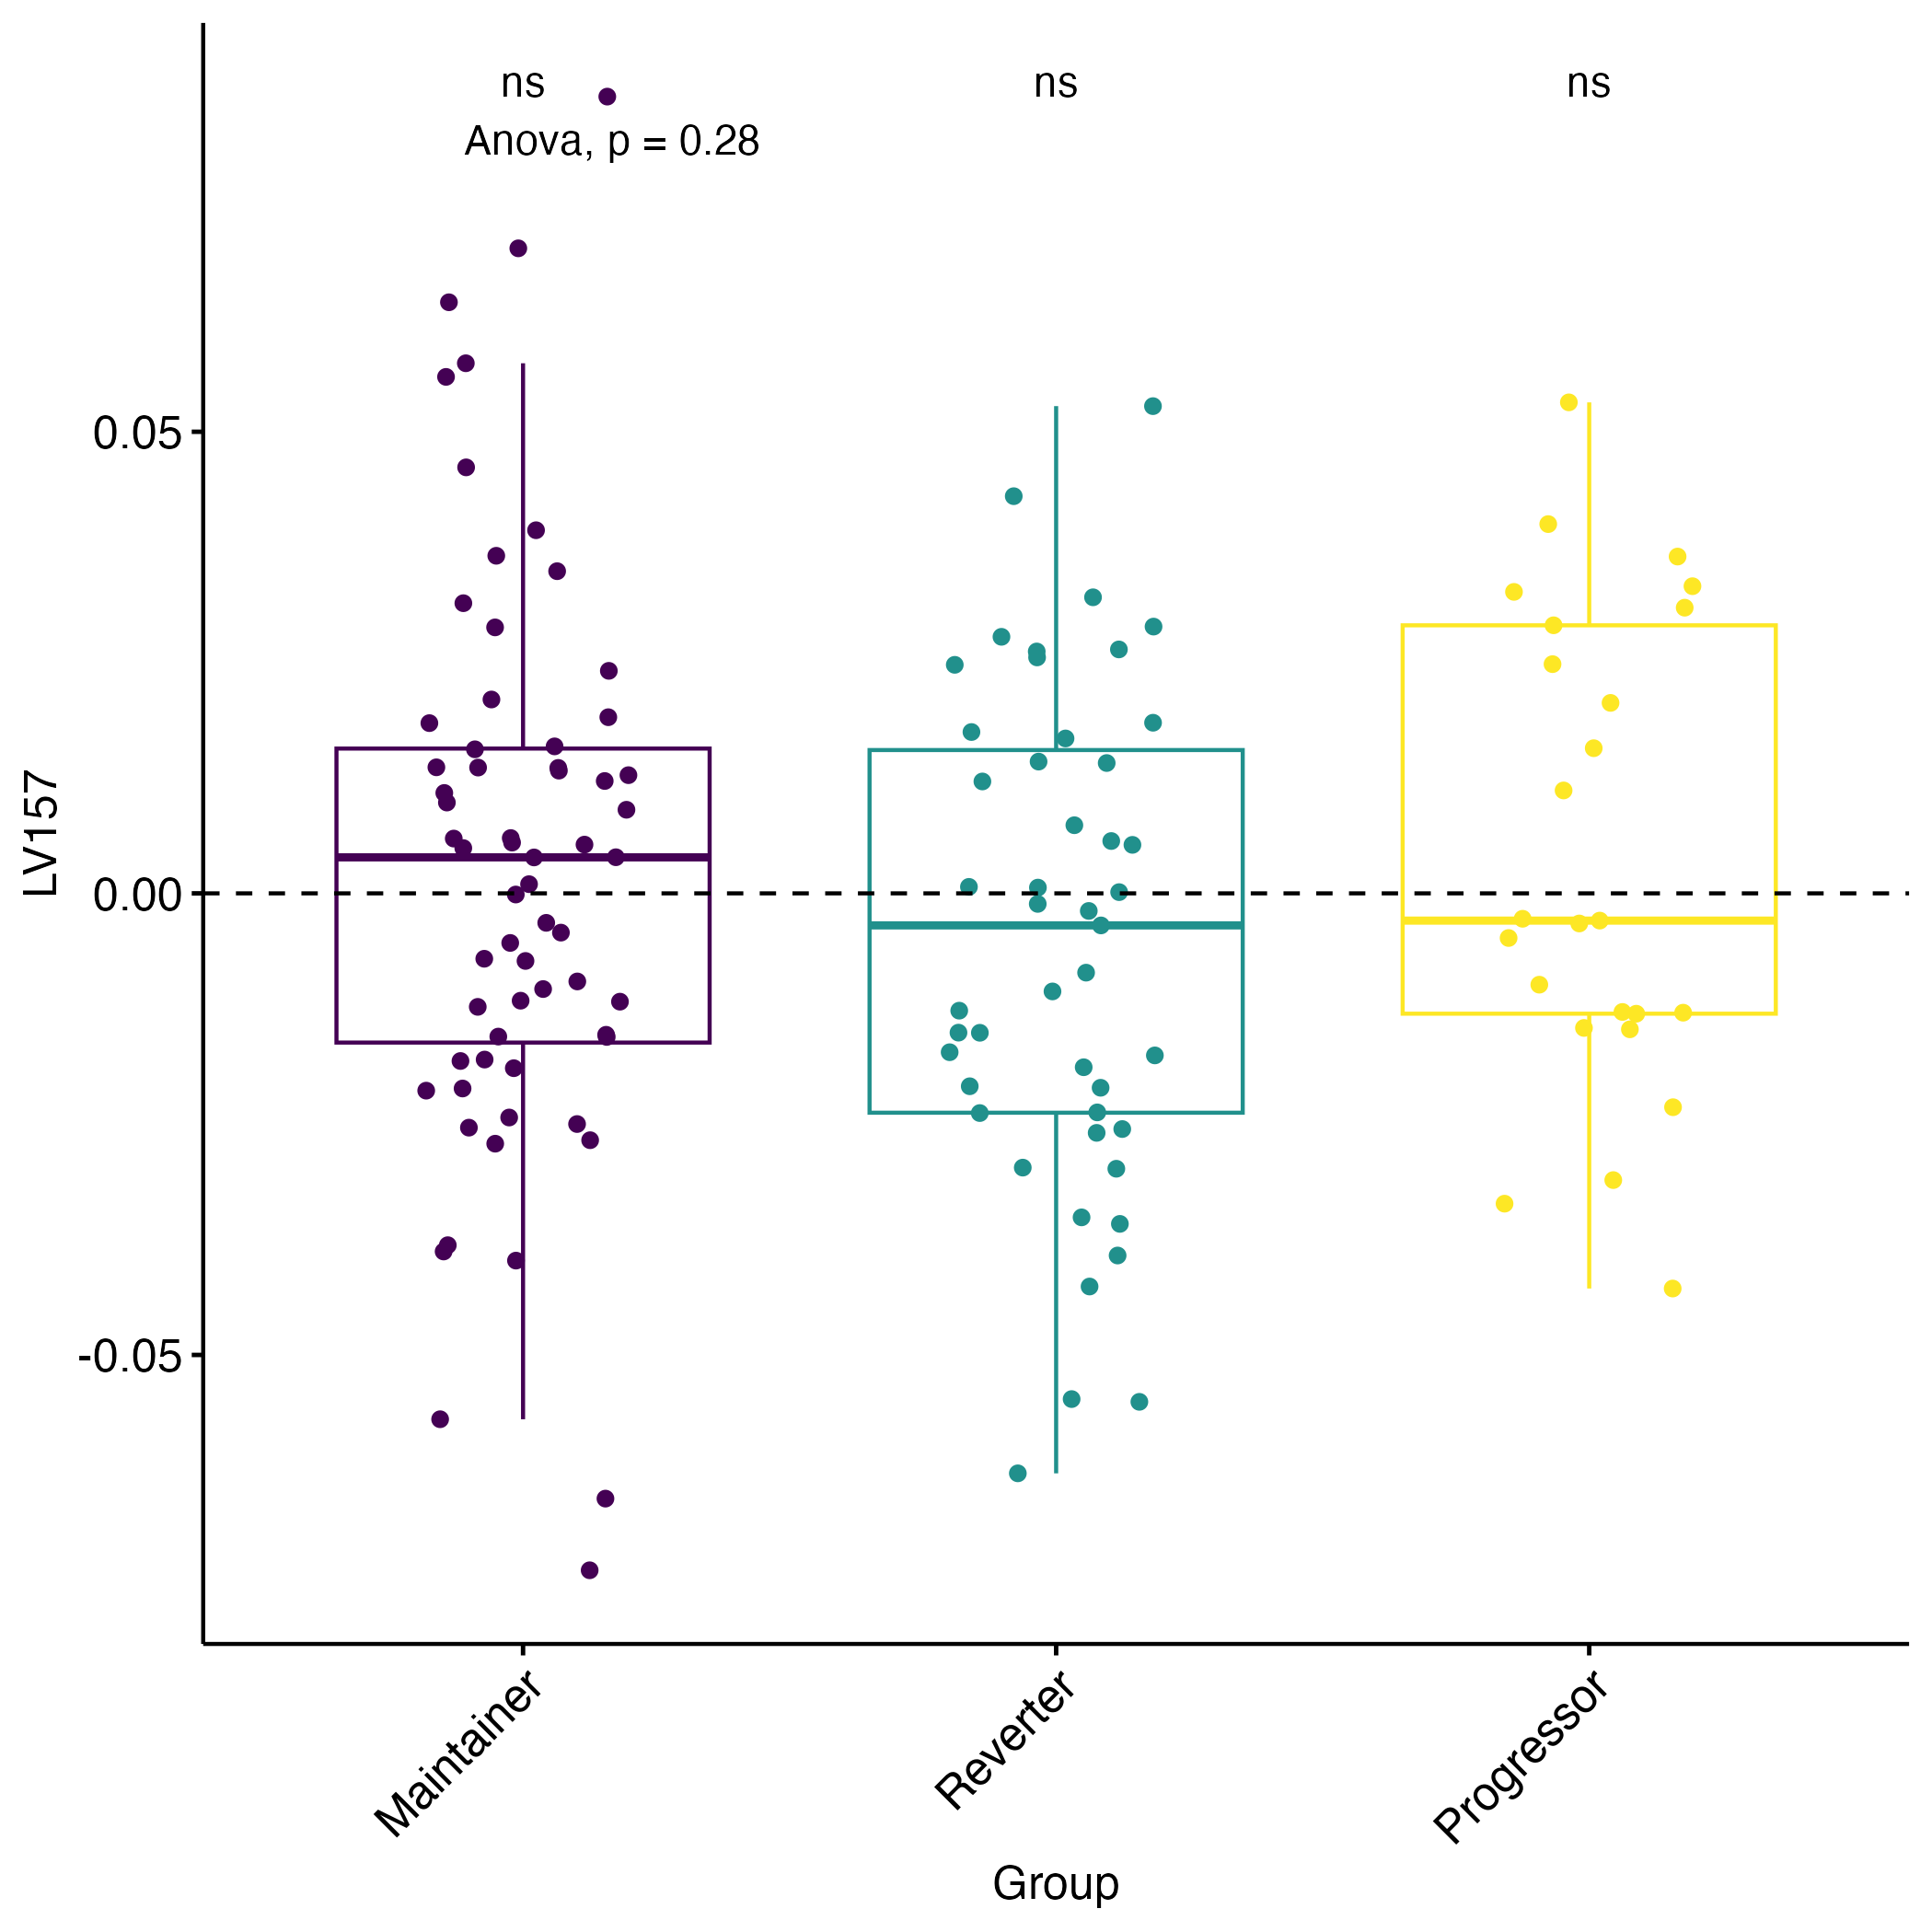 ns ns ns
Anova, p = 0.28
0.05
0.00
-0.05
LV157
Maintainer Reverter Progressor
Group